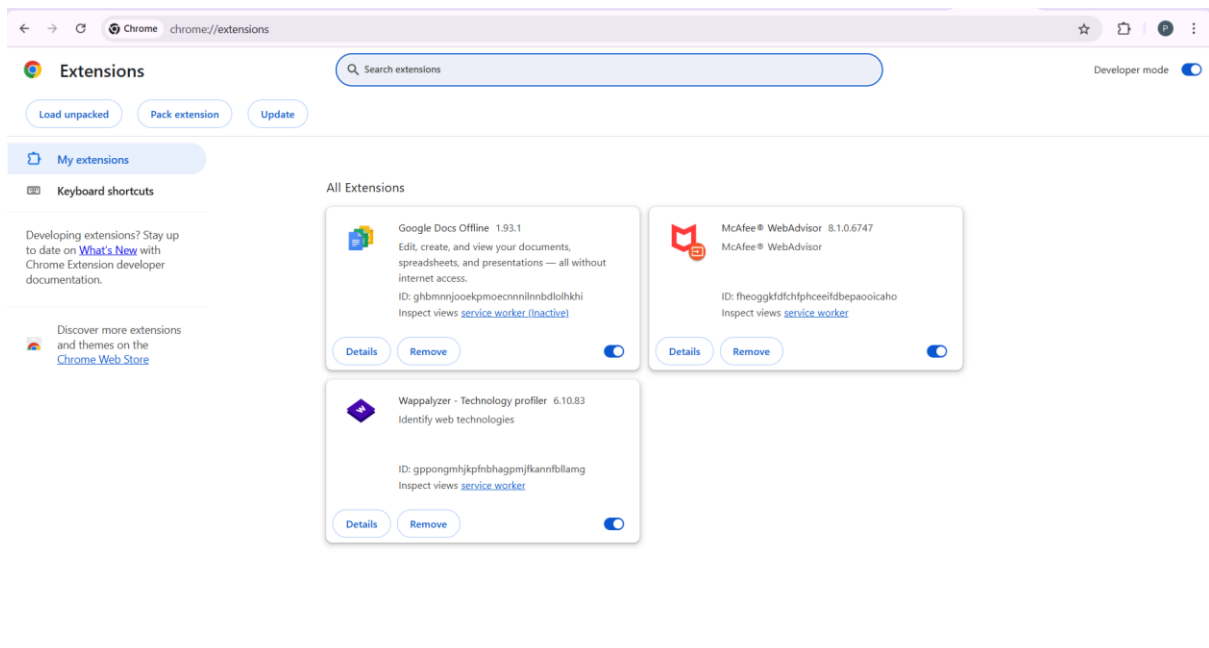 Chrome chrome://extensions
P
Extensions
Search extensions
Developer mode
Load unpacked Pack extension Update
My extensions
Keyboard shortcuts
Developing extensions? Stay up
to date on What's New with
Chrome Extension developer
documentation.
Discover more extensions
and themes on the
Chrome Web Store
All Extensions
Google Docs Offline 1.93.1
Edit, create, and view your documents,
spreadsheets, and presentations — all without
internet access.
ID: ghbmnnjooekpmoecnnnilnnbdlolhkhi
Inspect views service worker (Inactive)
Details Remove
McAfee® WebAdvisor 8.1.0.6747
McAfee® WebAdvisor
ID: fheoggkfdfchfphceeifdbepaooicaho
Inspect views service worker
Details Remove
Wappalyzer - Technology profiler 6.10.83
Identify web technologies
ID: gppongmhjkpfnbhagpmjfkannfbllamg
Inspect views service worker
Details Remove